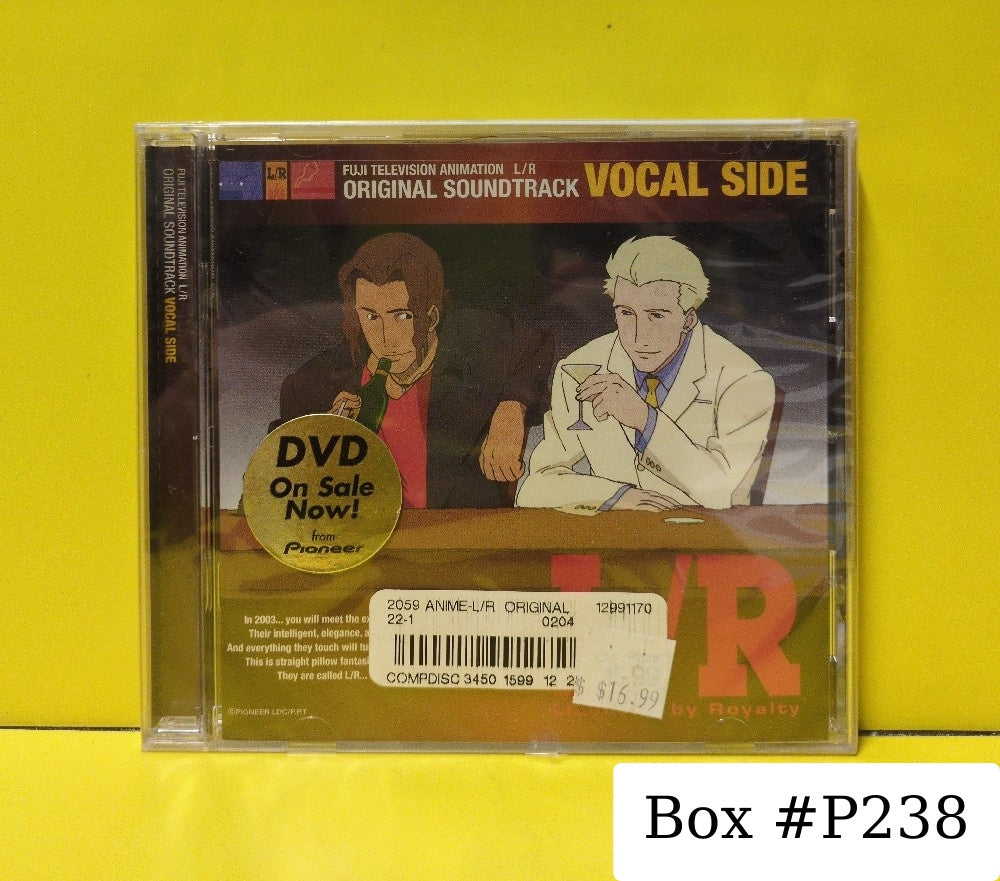 FUJI TELEVISION ANIMATION L/R
ORIGINAL SOUNDTRACK VOCAL SIDE
L/R
FUJI TELEVISION ANIMATION L/R
ORIGINAL SOUNDTRACK VOCAL SIDE
DVD
On Sale
Now!
from
Pioneer
In 2003... you will meet the
Their intelligent, elegance,
And everything they touch will
This is straight pillow
They are called L/R...
©PIONEER LDC/P.P.T
2059 ANIME-L/R ORIGINAL 12991170
22-1 0204
COMPDISC 3450 1599 12
$ $16.99
L/R
by Royalty
Box #P238